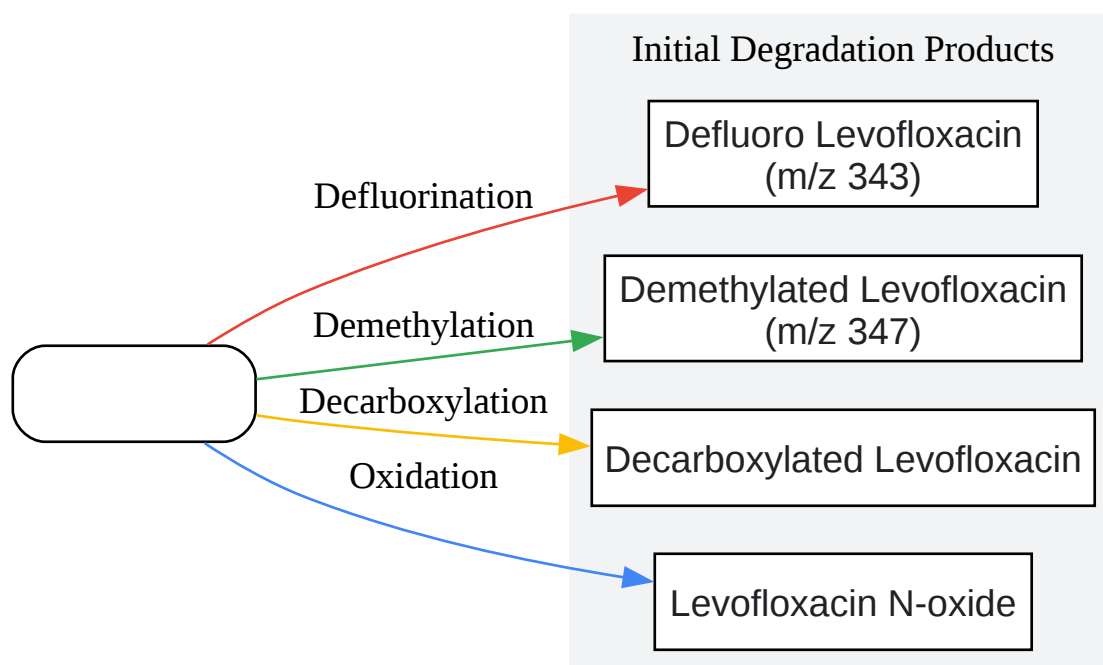 Initial Degradation Products
Defluoro Levofloxacin
(m/z 343)
Defluorination
Demethylated Levofloxacin
(m/z 347)
Demethylation
Decarboxylation
Decarboxylated Levofloxacin
Oxidation
Levofloxacin N-oxide